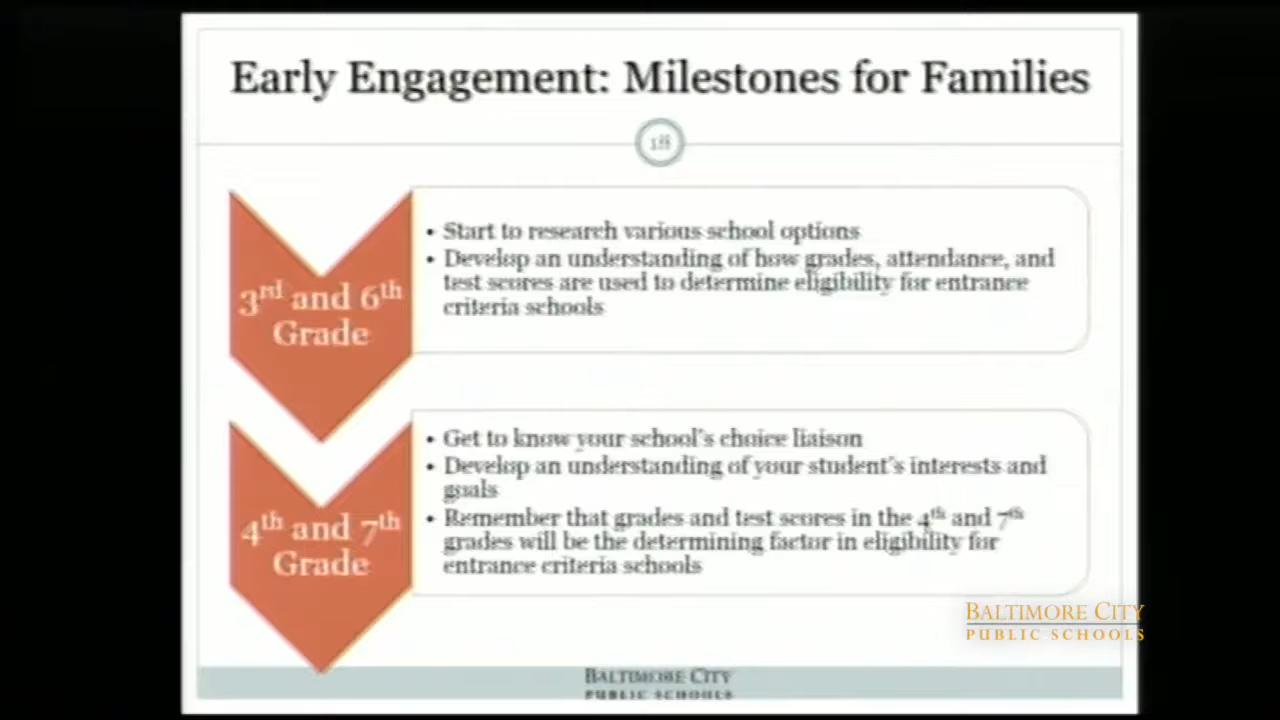 Early Engagement: Milestones for Families
18
3rd and 6th
Grade
• Start to research various school options
• Develop an understanding of how grades, attendance, and
test scores are used to determine eligibility for entrance
criteria schools
4th and 7th
Grade
• Get to know your school's choice liaison
• Develop an understanding of your student's interests and
goals
• Remember that grades and test scores in the 4th and 7th
grades will be the determining factor in eligibility for
entrance criteria schools
BALTIMORE CITY
PUBLIC SCHOOLS
BALTIMORE CITY
PUBLIC SCHOOLS